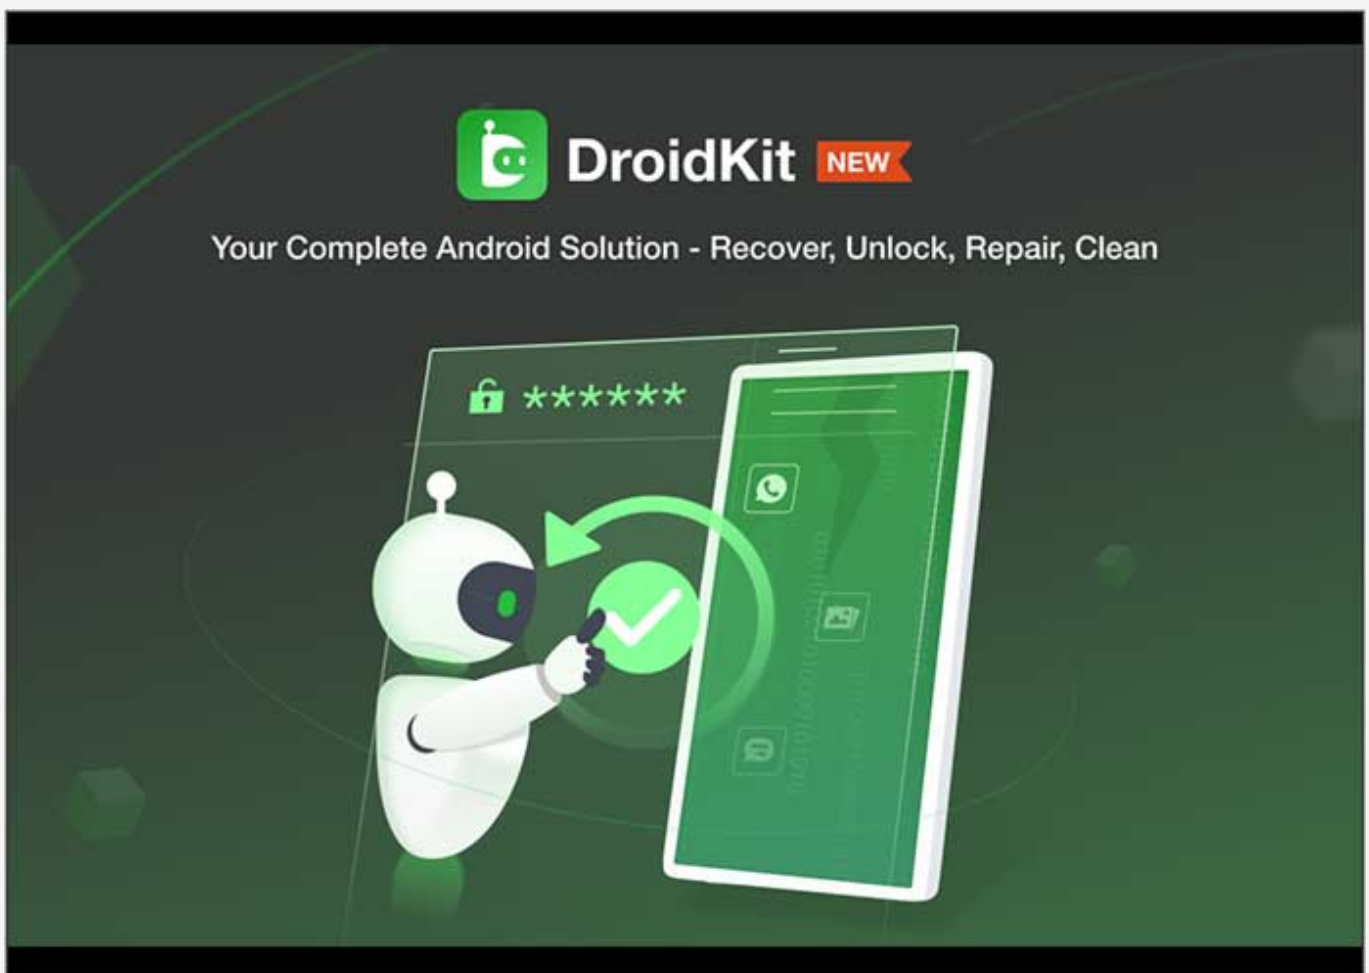 DroidKit NEW
Your Complete Android Solution - Recover, Unlock, Repair, Clean
******